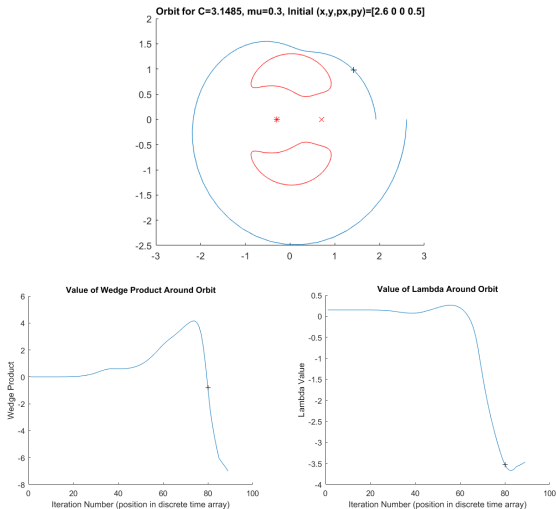 Orbit for C=3.1485, mu=0.3, Initial (x,y,px,py)=[2.6 0 0 0.5]
2
1.5
1
0.5
0
-0.5
-1
-1.5
-2
-2.5
-3 -2 -1 0 1 2 3
Value of Wedge Product Around Orbit
6
4
2
0
-2
-4
-6
-8
Wedge Product
0 20 40 60 80 100
Iteration Number (position in discrete time array)
Value of Lambda Around Orbit
0.5
0
-0.5
-1
-1.5
-2
-2.5
-3
-3.5
-4
Lambda Value
0 20 40 60 80 100
Iteration Number (position in discrete time array)